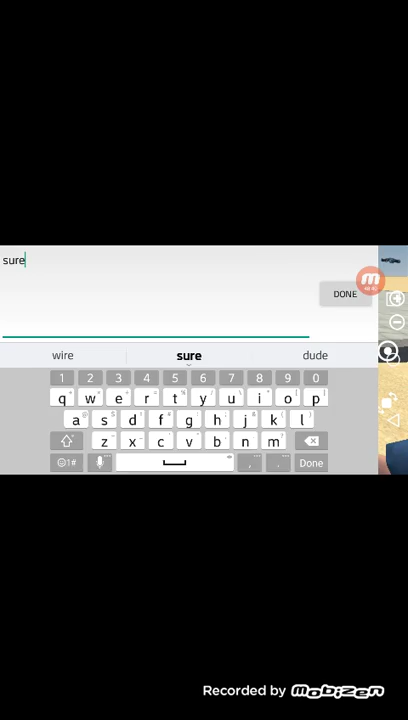 sure
DONE
wire sure dude
1 2 3 4 5 6 7 8 9 0
q w e r t y u i o p
a s d f g h j k l
z x c v b n m
☺1# , . Done
Recorded by mobizen